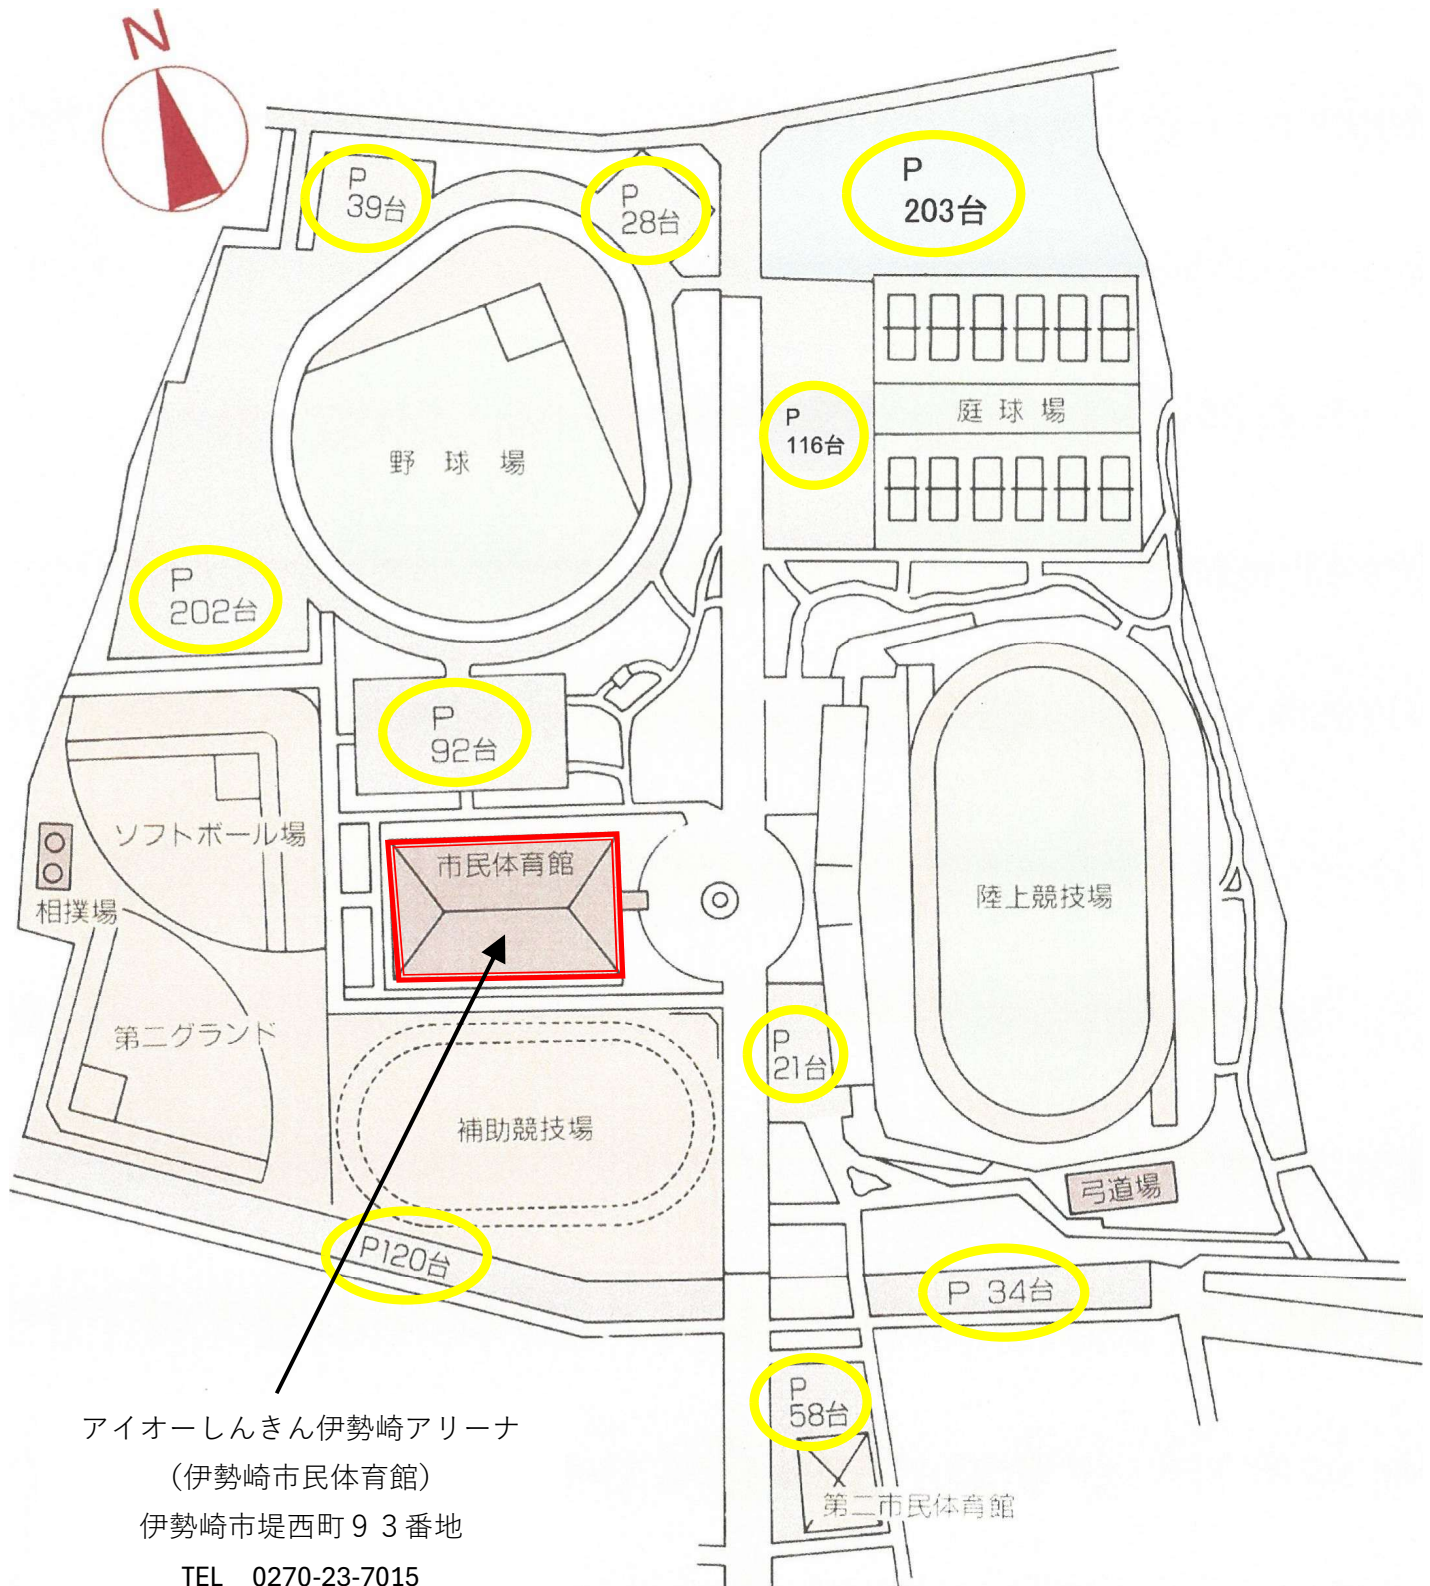 N
P
39台
P
28台
P
203台
P
116台
庭球場
野球場
P
202台
P
92台
ソフトボール場
市民体育館
相撲場
陸上競技場
第二グランド
P
21台
補助競技場
弓道場
P120台
P 34台
P
58台
第二市民体育館
アイオーしんきん伊勢崎アリーナ
（伊勢崎市民体育館）
伊勢崎市堤西町９３番地
TEL 0270-23-7015